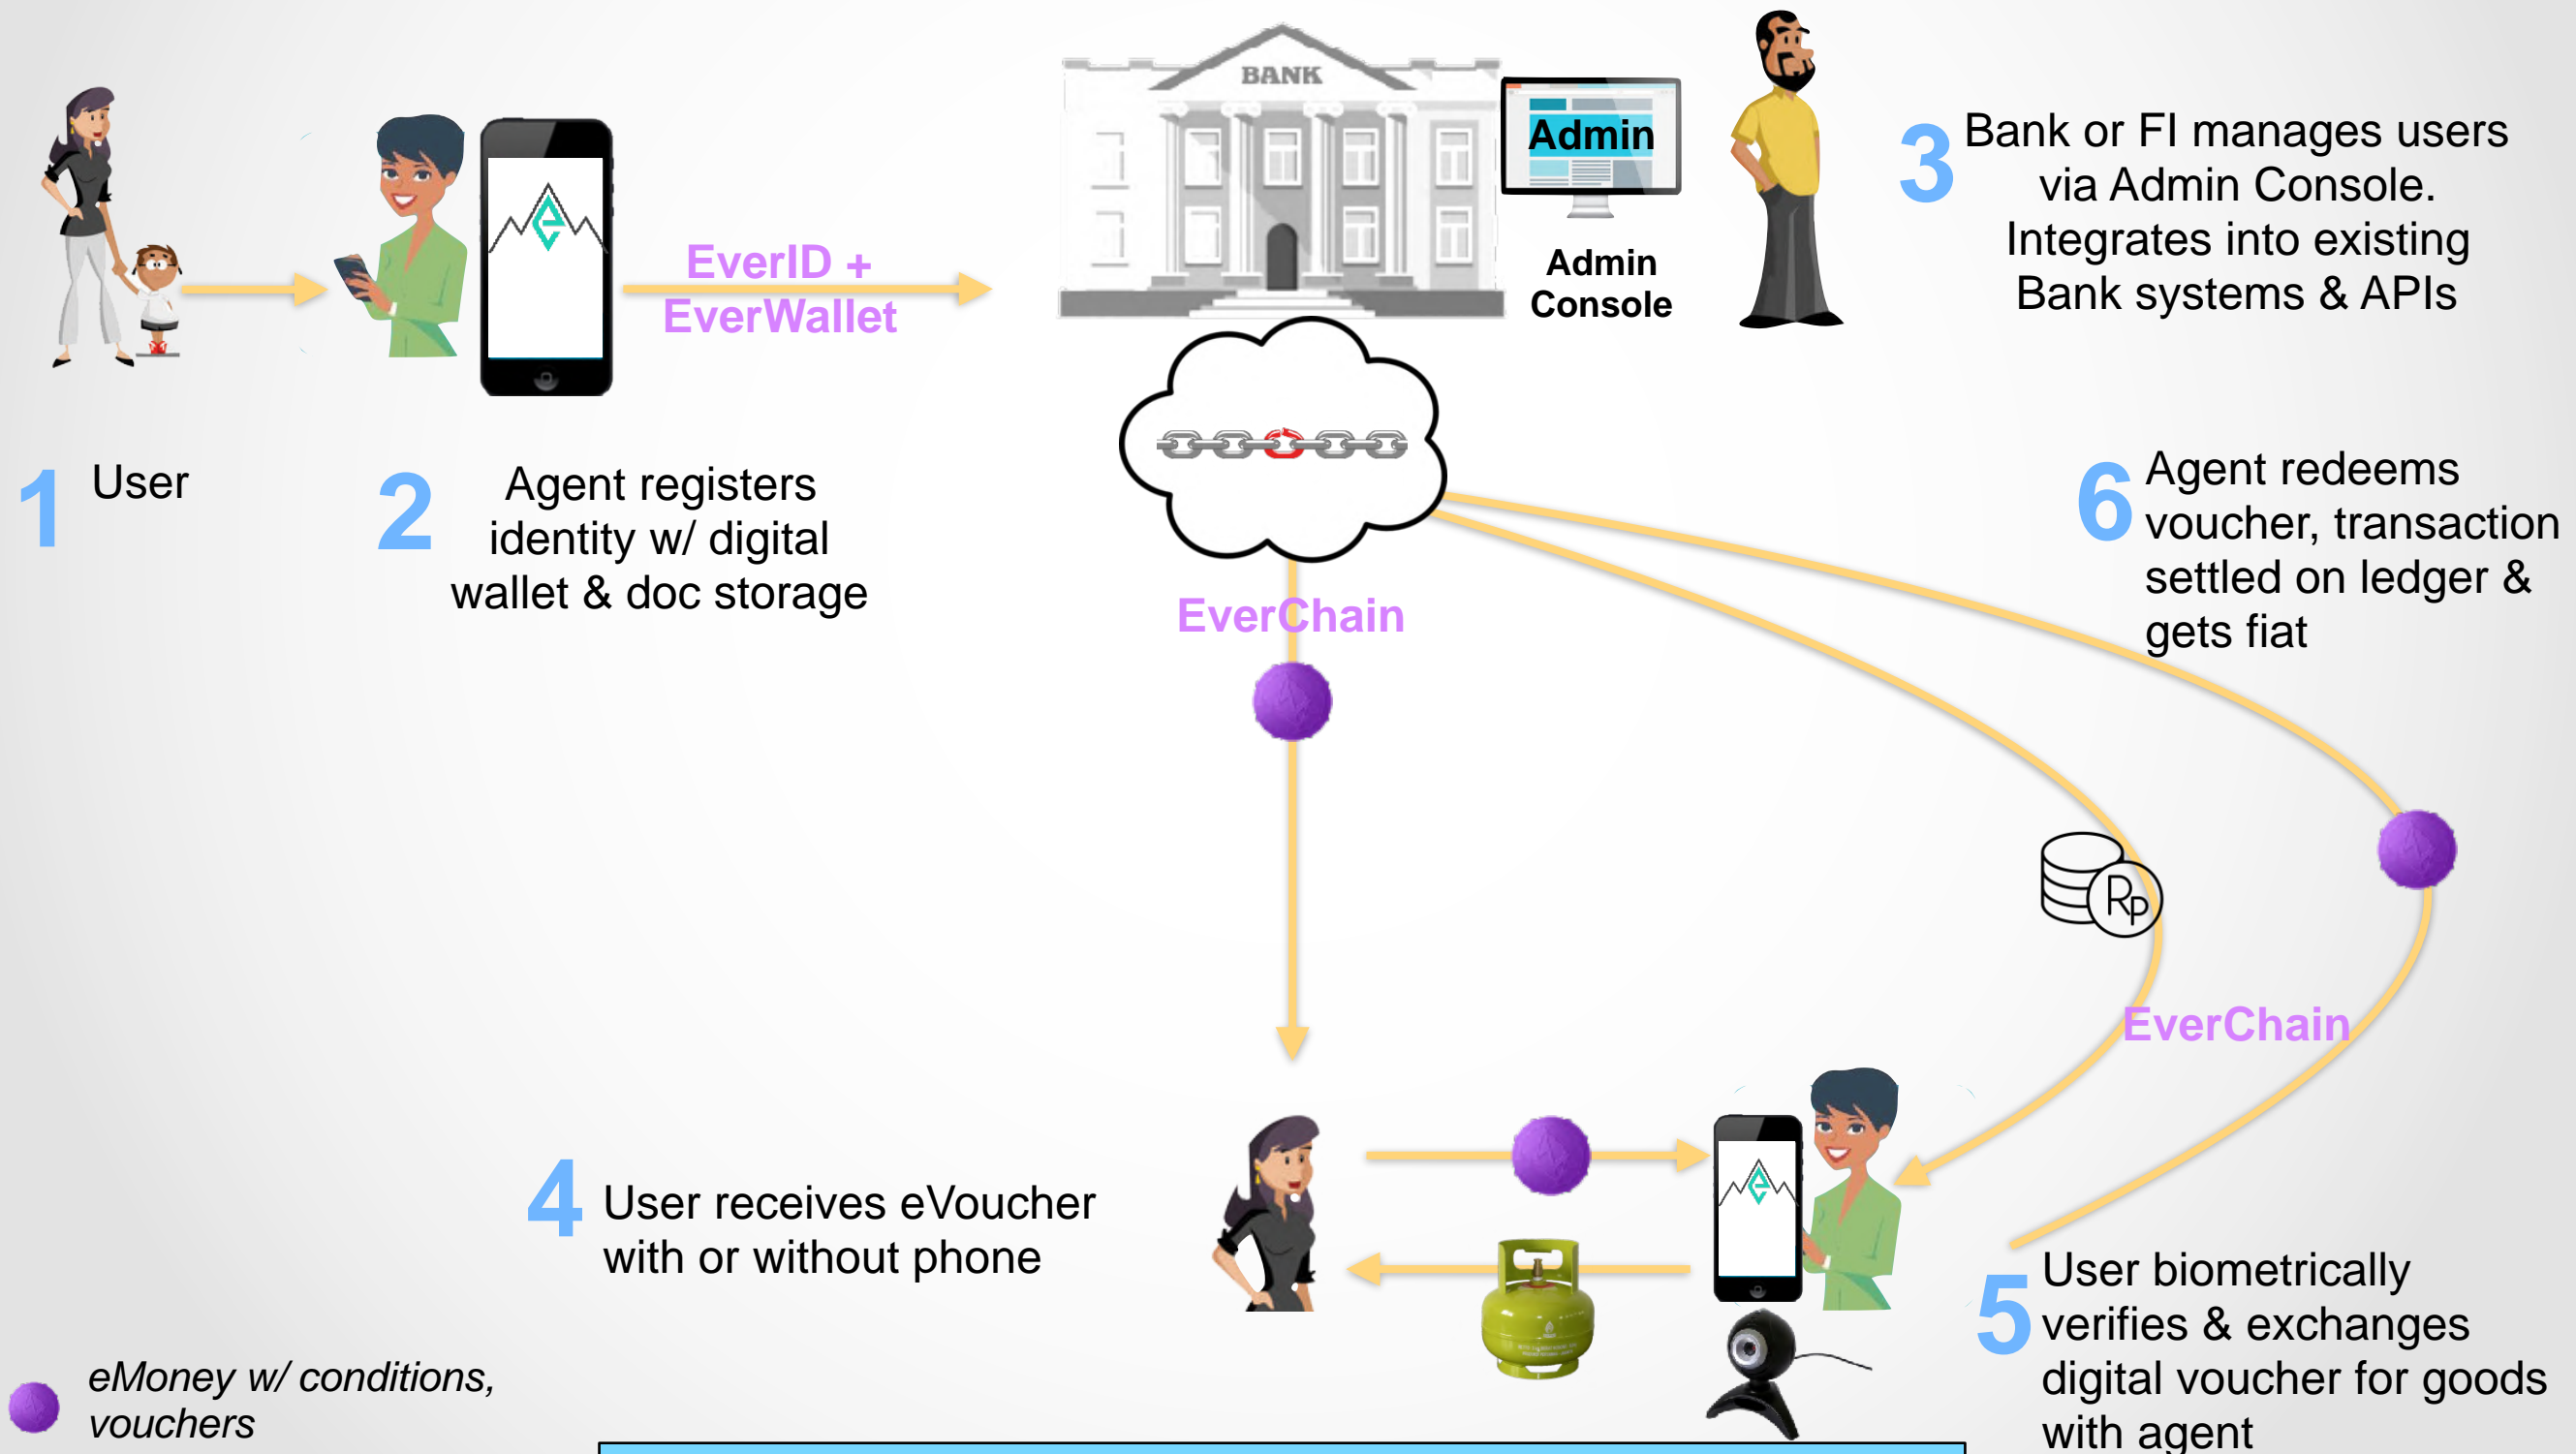 BANK
Admin
Admin
Console
3
Bank or FI manages users
via Admin Console.
Integrates into existing
Bank systems & APIs
EverID +
EverWallet
1
User
2
Agent registers
identity w/ digital
wallet & doc storage
6
Agent redeems
voucher, transaction
settled on ledger &
gets fiat
EverChain
Rp
EverChain
4
User receives eVoucher
with or without phone
5
User biometrically
verifies & exchanges
digital voucher for goods
with agent
eMoney w/ conditions,
vouchers